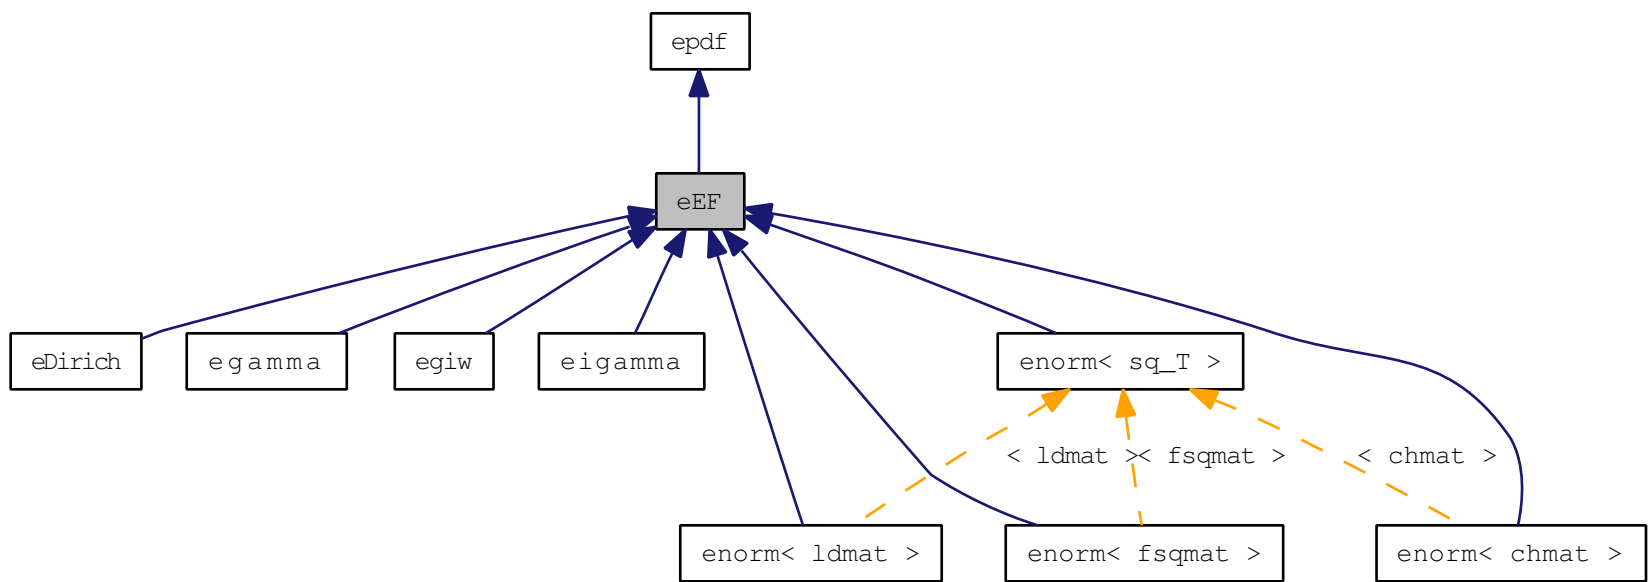 epdf
eEF
eDirich
egamma
egiw
eigamma
enorm< sq_T >
< ldmat >
< fsqmat >
< chmat >
enorm< ldmat >
enorm< fsqmat >
enorm< chmat >